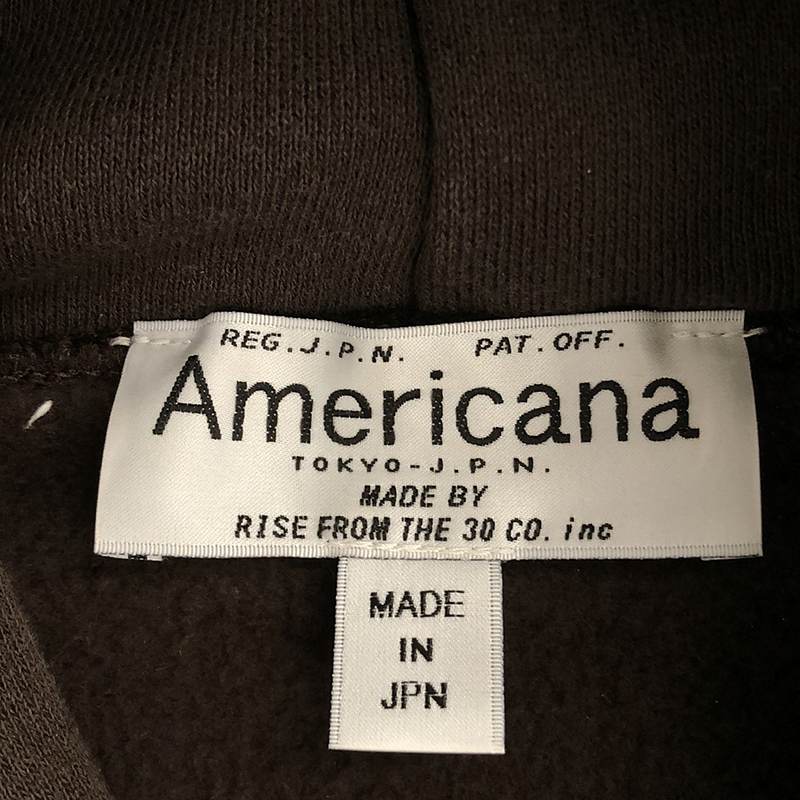 REG.J.P.N. PAT.OFF.
Americana
TOKYO-J.P.N.
MADE BY
RISE FROM THE 30 CO. inc
MADE
IN
JPN